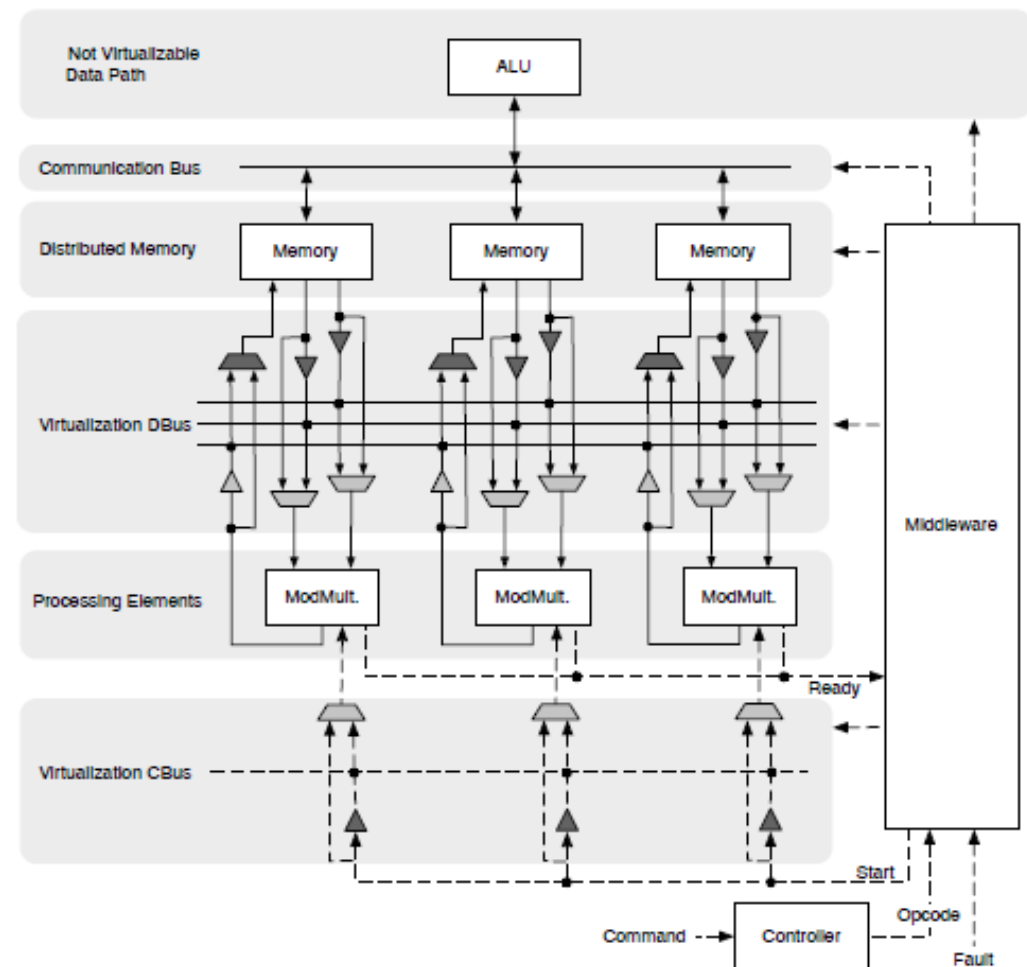 Not Virtualizable
Data Path
ALU
Communication Bus
Distributed Memory
Memory
Memory
Memory
Virtualization DBus
Middleware
Processing Elements
ModMult.
ModMult.
ModMult.
Ready
Virtualization CBus
Start
Opcode
Command
Controller
Fault